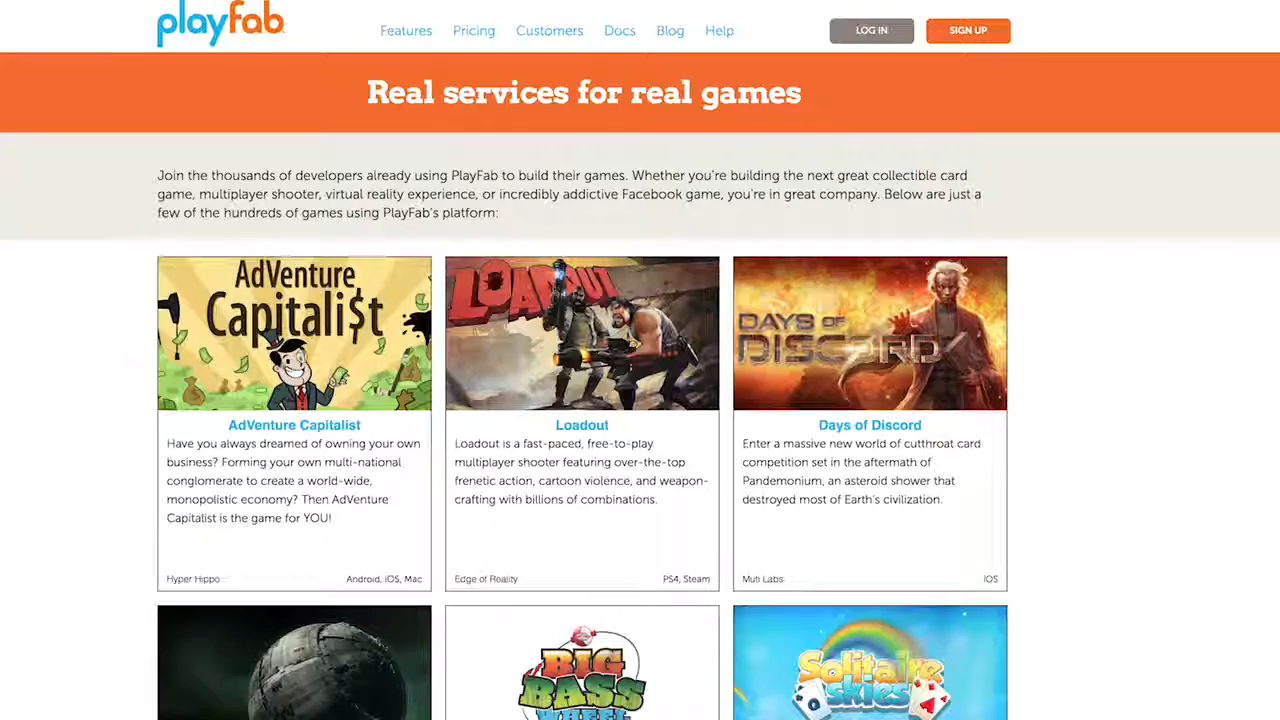 playfab
Features Pricing Customers Docs Blog Help LOG IN SIGN UP
Real services for real games
Join the thousands of developers already using PlayFab to build their games. Whether you're building the next great collectible card
game, multiplayer shooter, virtual reality experience, or incredibly addictive Facebook game, you're in great company. Below are just a
few of the hundreds of games using PlayFab's platform:
AdVenture
Capitali$t
LOADOUT
DAYS OF
DISCORD
AdVenture Capitalist
Have you always dreamed of owning your own
business? Forming your own multi-national
conglomerate to create a world-wide,
monopolistic economy? Then AdVenture
Capitalist is the game for YOU!
Hyper Hippo Android, iOS, Mac
Loadout
Loadout is a fast-paced, free-to-play
multiplayer shooter featuring over-the-top
frenetic action, cartoon violence, and weapon-
crafting with billions of combinations.
Edge of Reality PS4, Steam
Days of Discord
Enter a massive new world of cutthroat card
competition set in the aftermath of
Pandemonium, an asteroid shower that
destroyed most of Earth's civilization.
Muti Labs iOS
BIG
BASS
WHEEL
Solitaire
skies